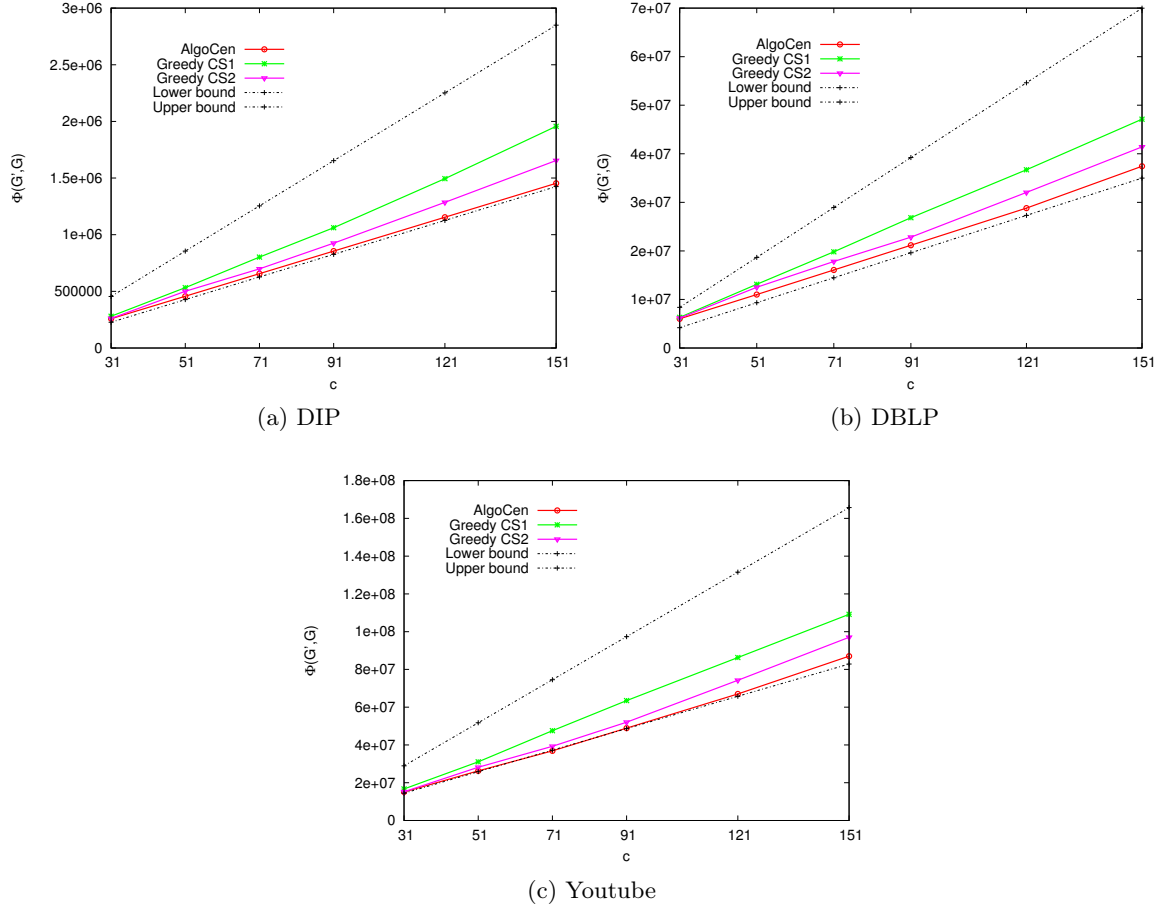 3e+06
2.5e+06
2e+06
1.5e+06
1e+06
500000
0
31 51 71 91 121 151
Φ(G',G)
c
AlgoCen
Greedy CS1
Greedy CS2
Lower bound
Upper bound
(a) DIP
7e+07
6e+07
5e+07
4e+07
3e+07
2e+07
1e+07
0
31 51 71 91 121 151
Φ(G',G)
c
AlgoCen
Greedy CS1
Greedy CS2
Lower bound
Upper bound
(b) DBLP
1.8e+08
1.6e+08
1.4e+08
1.2e+08
1e+08
8e+07
6e+07
4e+07
2e+07
0
31 51 71 91 121 151
Φ(G',G)
c
AlgoCen
Greedy CS1
Greedy CS2
Lower bound
Upper bound
(c) Youtube